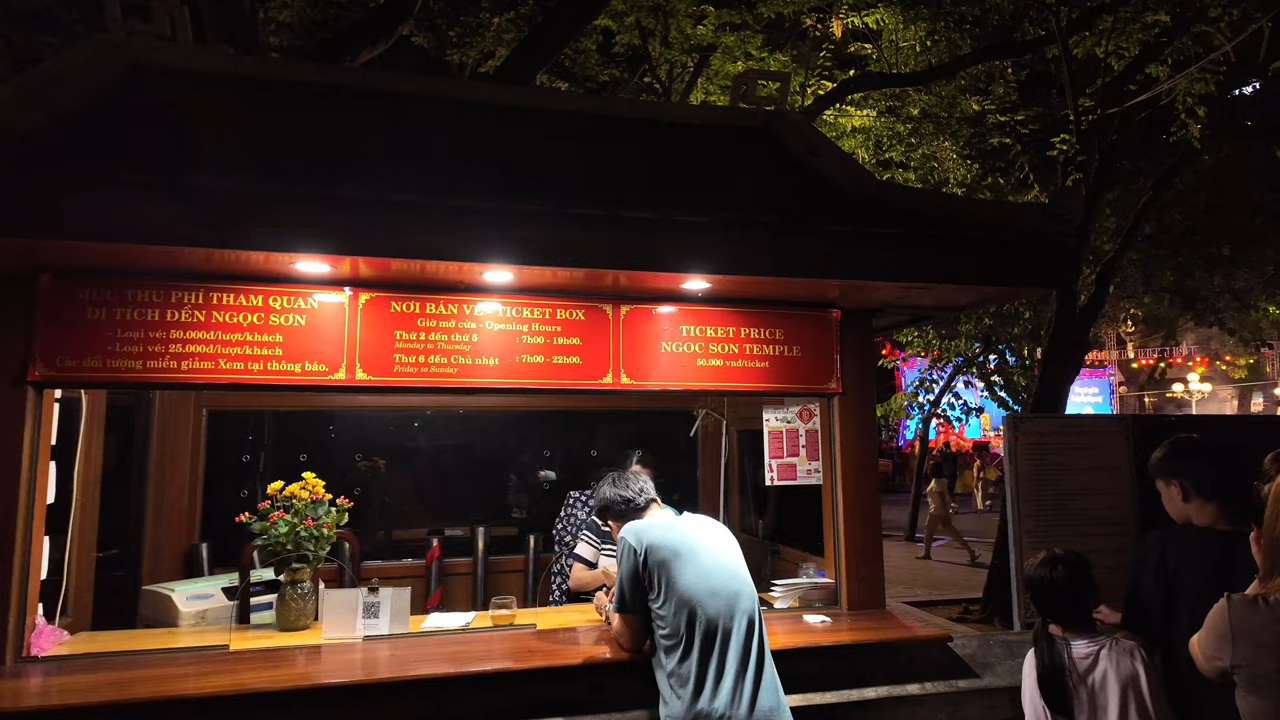 MỨC THU PHÍ THAM QUAN
DI TÍCH ĐỀN NGỌC SƠN
- Loại vé: 50.000đ/lượt/khách
- Loại vé: 25.000đ/lượt/khách
Các đối tượng miễn giảm: Xem tại thông báo.
NƠI BÁN VÉ - TICKET BOX
Giờ mở cửa - Opening Hours
Thứ 2 đến thứ 5 : 7h00 - 19h00.
Monday to Thursday
Thứ 6 đến Chủ nhật : 7h00 - 22h00.
Friday to Sunday
TICKET PRICE
NGOC SON TEMPLE
50.000 vnd/ticket